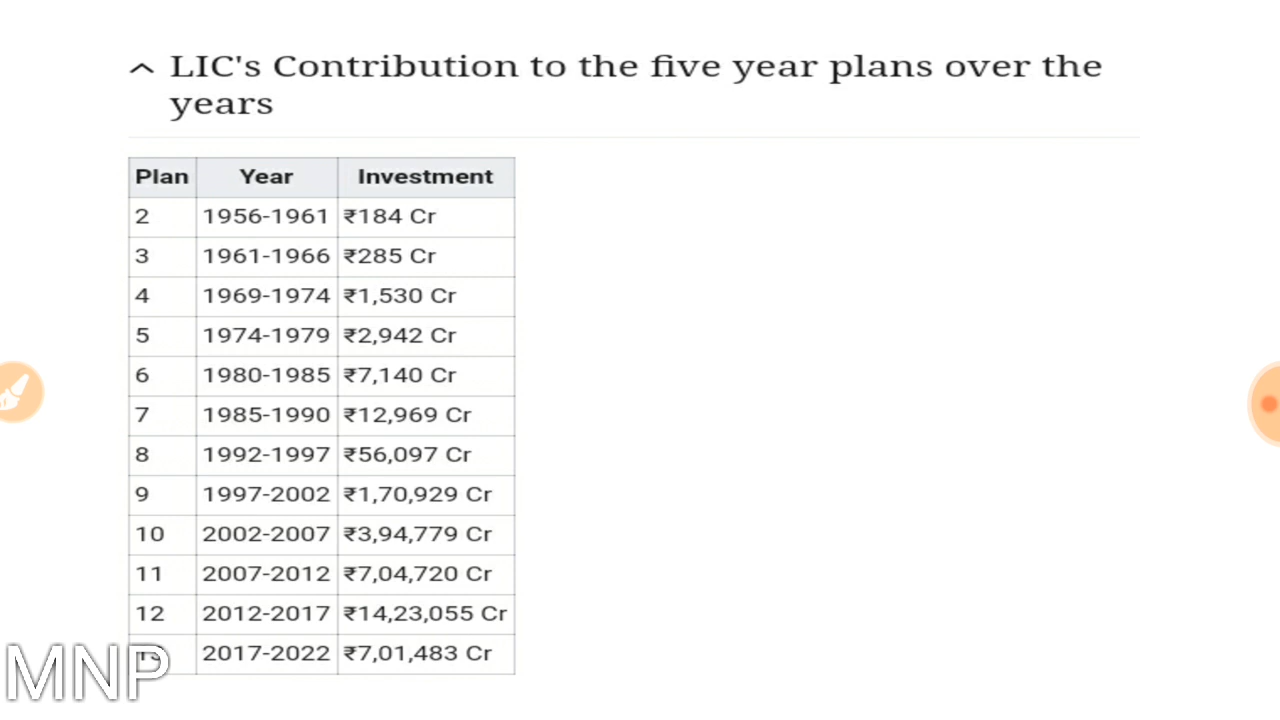 LIC's Contribution to the five year plans over the
years
Plan Year Investment
2 1956-1961 ₹184 Cr
3 1961-1966 ₹285 Cr
4 1969-1974 ₹1,530 Cr
5 1974-1979 ₹2,942 Cr
6 1980-1985 ₹7,140 Cr
7 1985-1990 ₹12,969 Cr
8 1992-1997 ₹56,097 Cr
9 1997-2002 ₹1,70,929 Cr
10 2002-2007 ₹3,94,779 Cr
11 2007-2012 ₹7,04,720 Cr
12 2012-2017 ₹14,23,055 Cr
2017-2022 ₹7,01,483 Cr
MNP